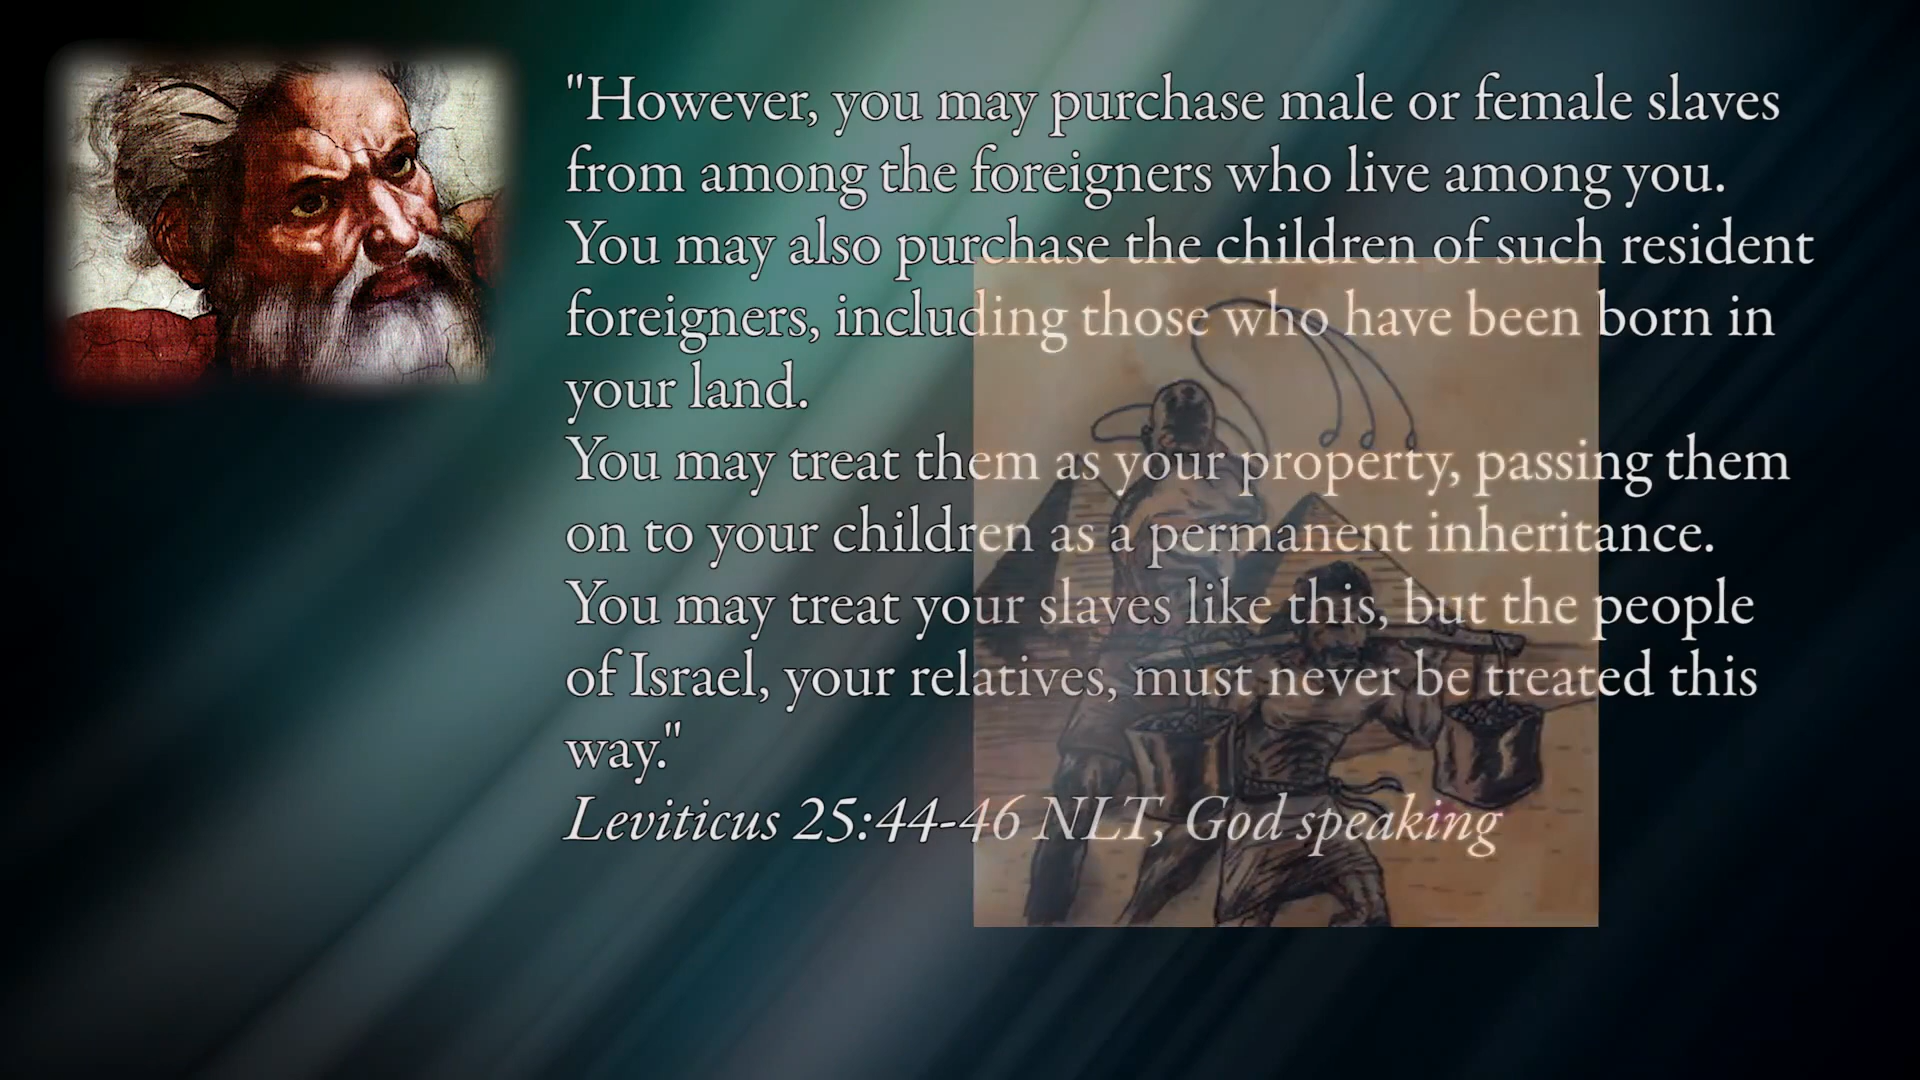 "However, you may purchase male or female slaves
from among the foreigners who live among you.
You may also purchase the children of such resident
foreigners, including those who have been born in
your land.
You may treat them as your property, passing them
on to your children as a permanent inheritance.
You may treat your slaves like this, but the people
of Israel, your relatives, must never be treated this
way."
Leviticus 25:44-46 NLT, God speaking